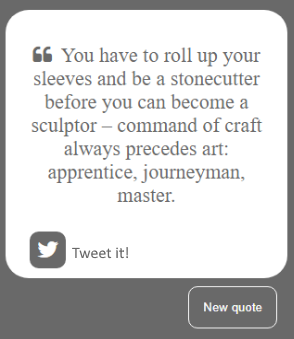 ❝ You have to roll up your
sleeves and be a stonecutter
before you can become a
sculptor – command of craft
always precedes art:
apprentice, journeyman,
master.
Tweet it!
New quote